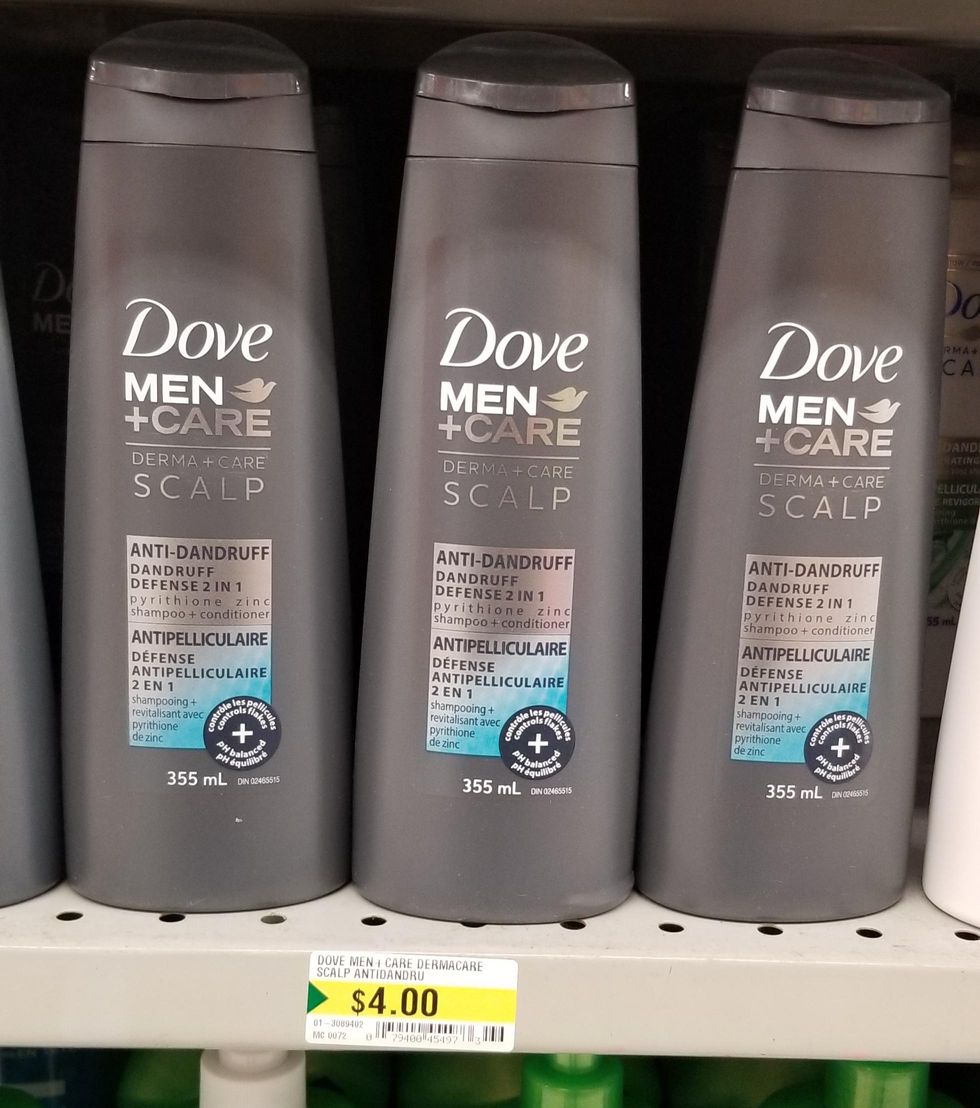 Dove
MEN
+CARE
DERMA+CARE
SCALP
ANTI-DANDRUFF
DANDRUFF
DEFENSE 2 IN 1
pyrithione zinc
shampoo + conditioner
ANTIPELLICULAIRE
DÉFENSE
ANTIPELLICULAIRE
2 EN 1
shampooing +
revitalisant avec
pyrithione
de zinc
contrôle les pellicules
controls flakes
+
pH balanced
pH équilibré
355 mL DIN 02465515
Dove
MEN
+CARE
DERMA+CARE
SCALP
ANTI-DANDRUFF
DANDRUFF
DEFENSE 2 IN 1
pyrithione zinc
shampoo + conditioner
ANTIPELLICULAIRE
DÉFENSE
ANTIPELLICULAIRE
2 EN 1
shampooing +
revitalisant avec
pyrithione
de zinc
contrôle les pellicules
controls flakes
+
pH balanced
pH équilibré
355 mL DIN 02465515
Dove
MEN
+CARE
DERMA+CARE
SCALP
ANTI-DANDRUFF
DANDRUFF
DEFENSE 2 IN 1
pyrithione zinc
shampoo + conditioner
ANTIPELLICULAIRE
DÉFENSE
ANTIPELLICULAIRE
2 EN 1
shampooing +
revitalisant avec
pyrithione
de zinc
contrôle les pellicules
controls flakes
+
pH balanced
pH équilibré
355 mL DIN 02465515
DOVE MEN+CARE DERMACARE
SCALP ANTIDANDRU
$4.00
01-3089402
MC 0072
0 79400 45497 3